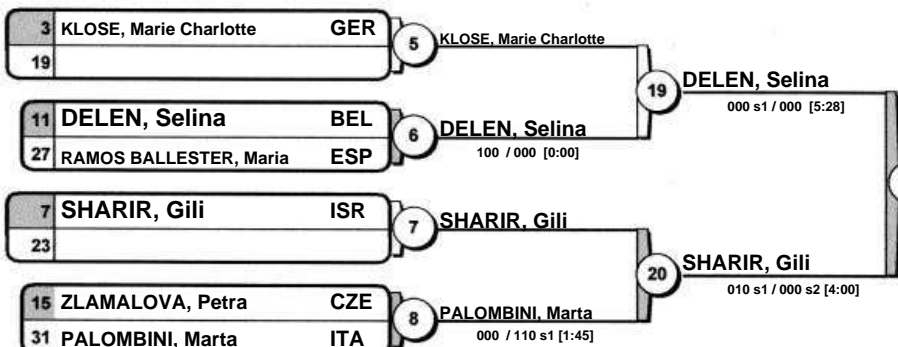 3 KLOSE, Marie Charlotte GER
19
5
KLOSE, Marie Charlotte
11 DELEN, Selina BEL
27 RAMOS BALLESTER, Maria ESP
6
DELEN, Selina
100 / 000 [0:00]
19
DELEN, Selina
000 s1 / 000 [5:28]
7 SHARIR, Gili ISR
23
7
SHARIR, Gili
15 ZLAMALOVA, Petra CZE
31 PALOMBINI, Marta ITA
8
PALOMBINI, Marta
000 / 110 s1 [1:45]
20
SHARIR, Gili
010 s1 / 000 s2 [4:00]